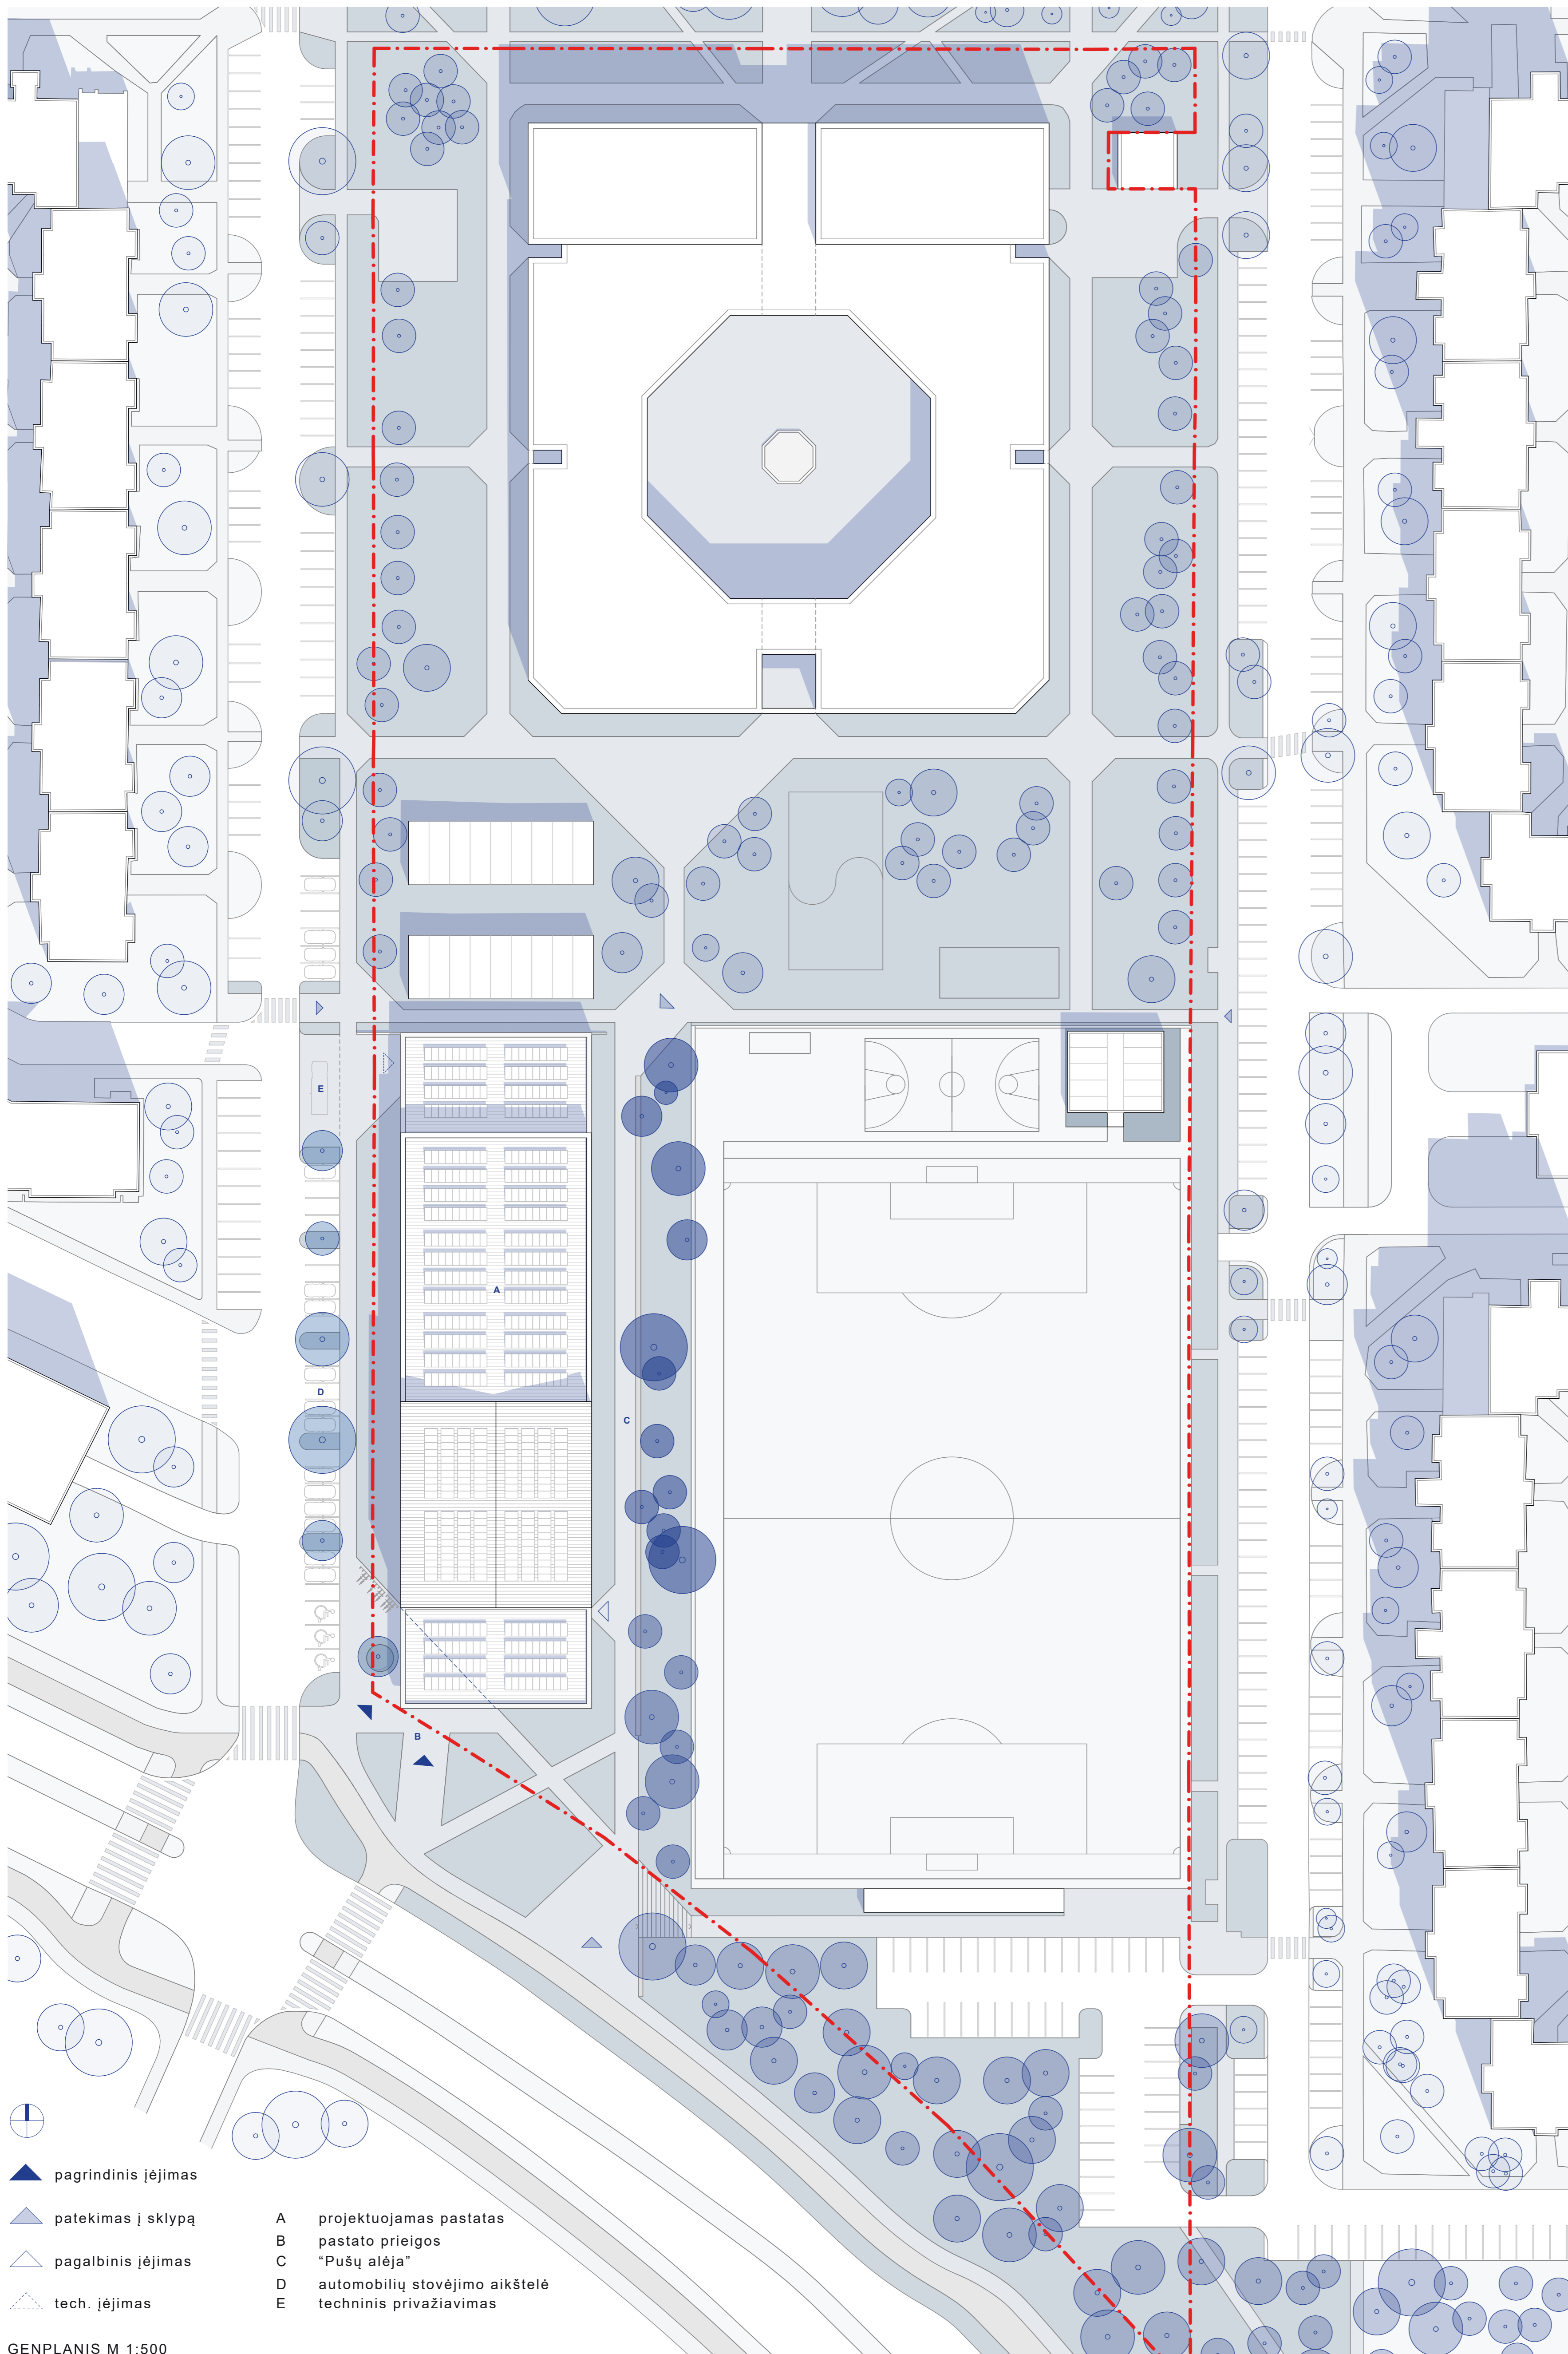 E
A
D
C
B
pagrindinis įėjimas
patekimas į sklypą
pagalbinis įėjimas
tech. įėjimas
A projektuojamas pastatas
B pastato prieigos
C “Pušų alėja”
D automobilių stovėjimo aikštelė
E techninis privažiavimas
GENPLANIS M 1:500